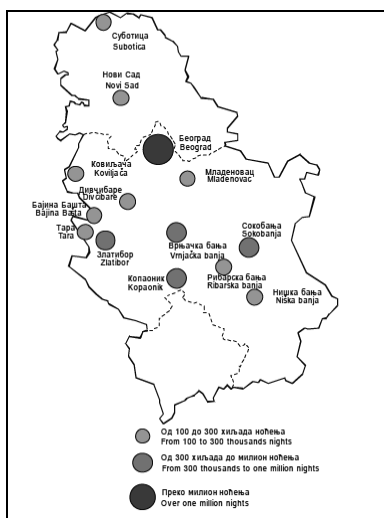 Суботица
Subotica
Нови Сад
Novi Sad
Београд
Beograd
Ковиљача
Koviljača
Младеновац
Mladenovac
Дивчибаре
Divčibare
Бајина Башта
Bajina Bašta
Тара
Tara
Златибор
Zlatibor
Врњачка бања
Vrnjačka banja
Сокобања
Sokobanja
Копаоник
Kopaonik
Рибарска бања
Ribarska banja
Нишка бања
Niška banja
Од 100 до 300 хиљада ноћења
From 100 to 300 thousands nights
Од 300 хиљада до милион ноћења
From 300 thousands to one million nights
Преко милион ноћења
Over one million nights